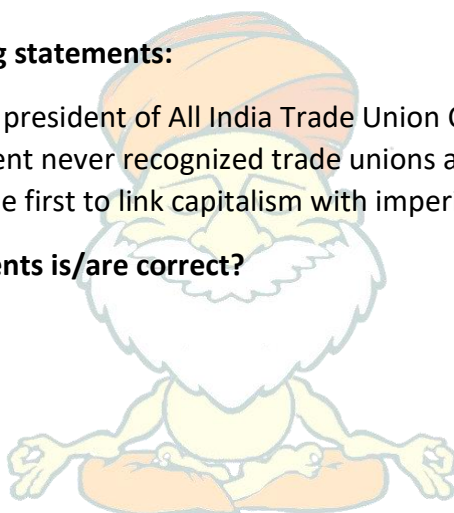 g statements:
president of All India Trade Union C
ent never recognized trade unions a
e first to link capitalism with imper
ents is/are correct?